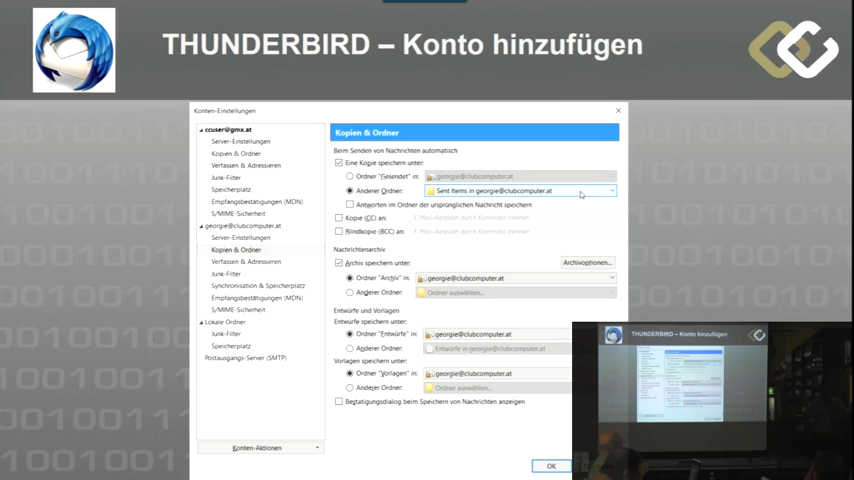 THUNDERBIRD – Konto hinzufügen
Konten-Einstellungen
ccuser@gmx.at
Server-Einstellungen
Kopien & Ordner
Verfassen & Adressieren
Junk-Filter
Speicherplatz
Empfangsbestätigungen (MDN)
S/MIME-Sicherheit
georgie@clubcomputer.at
Server-Einstellungen
Kopien & Ordner
Verfassen & Adressieren
Junk-Filter
Synchronisation & Speicherplatz
Empfangsbestätigungen (MDN)
S/MIME-Sicherheit
Lokale Ordner
Junk-Filter
Speicherplatz
Postausgangs-Server (SMTP)
Konten-Aktionen
Kopien & Ordner
Beim Senden von Nachrichten automatisch
Eine Kopie speichern unter:
Ordner "Gesendet" in: georgie@clubcomputer.at
Anderer Ordner: Sent Items in georgie@clubcomputer.at
Antworten im Ordner der ursprünglichen Nachricht speichern
Kopie (CC) an: E-Mail-Adressen durch Kommata trennen
Blindkopie (BCC) an: E-Mail-Adressen durch Kommata trennen
Nachrichtenarchiv
Archiv speichern unter: Archivoptionen...
Ordner "Archiv" in: georgie@clubcomputer.at
Anderer Ordner: Ordner auswählen...
Entwürfe und Vorlagen
Entwürfe speichern unter:
Ordner "Entwürfe" in: georgie@clubcomputer.at
Anderer Ordner: Entwürfe in georgie@clubcomputer.at
Vorlagen speichern unter:
Ordner "Vorlagen" in: georgie@clubcomputer.at
Anderer Ordner: Ordner auswählen...
Bestätigungsdialog beim Speichern von Nachrichten anzeigen
OK
THUNDERBIRD – Konto hinzufügen